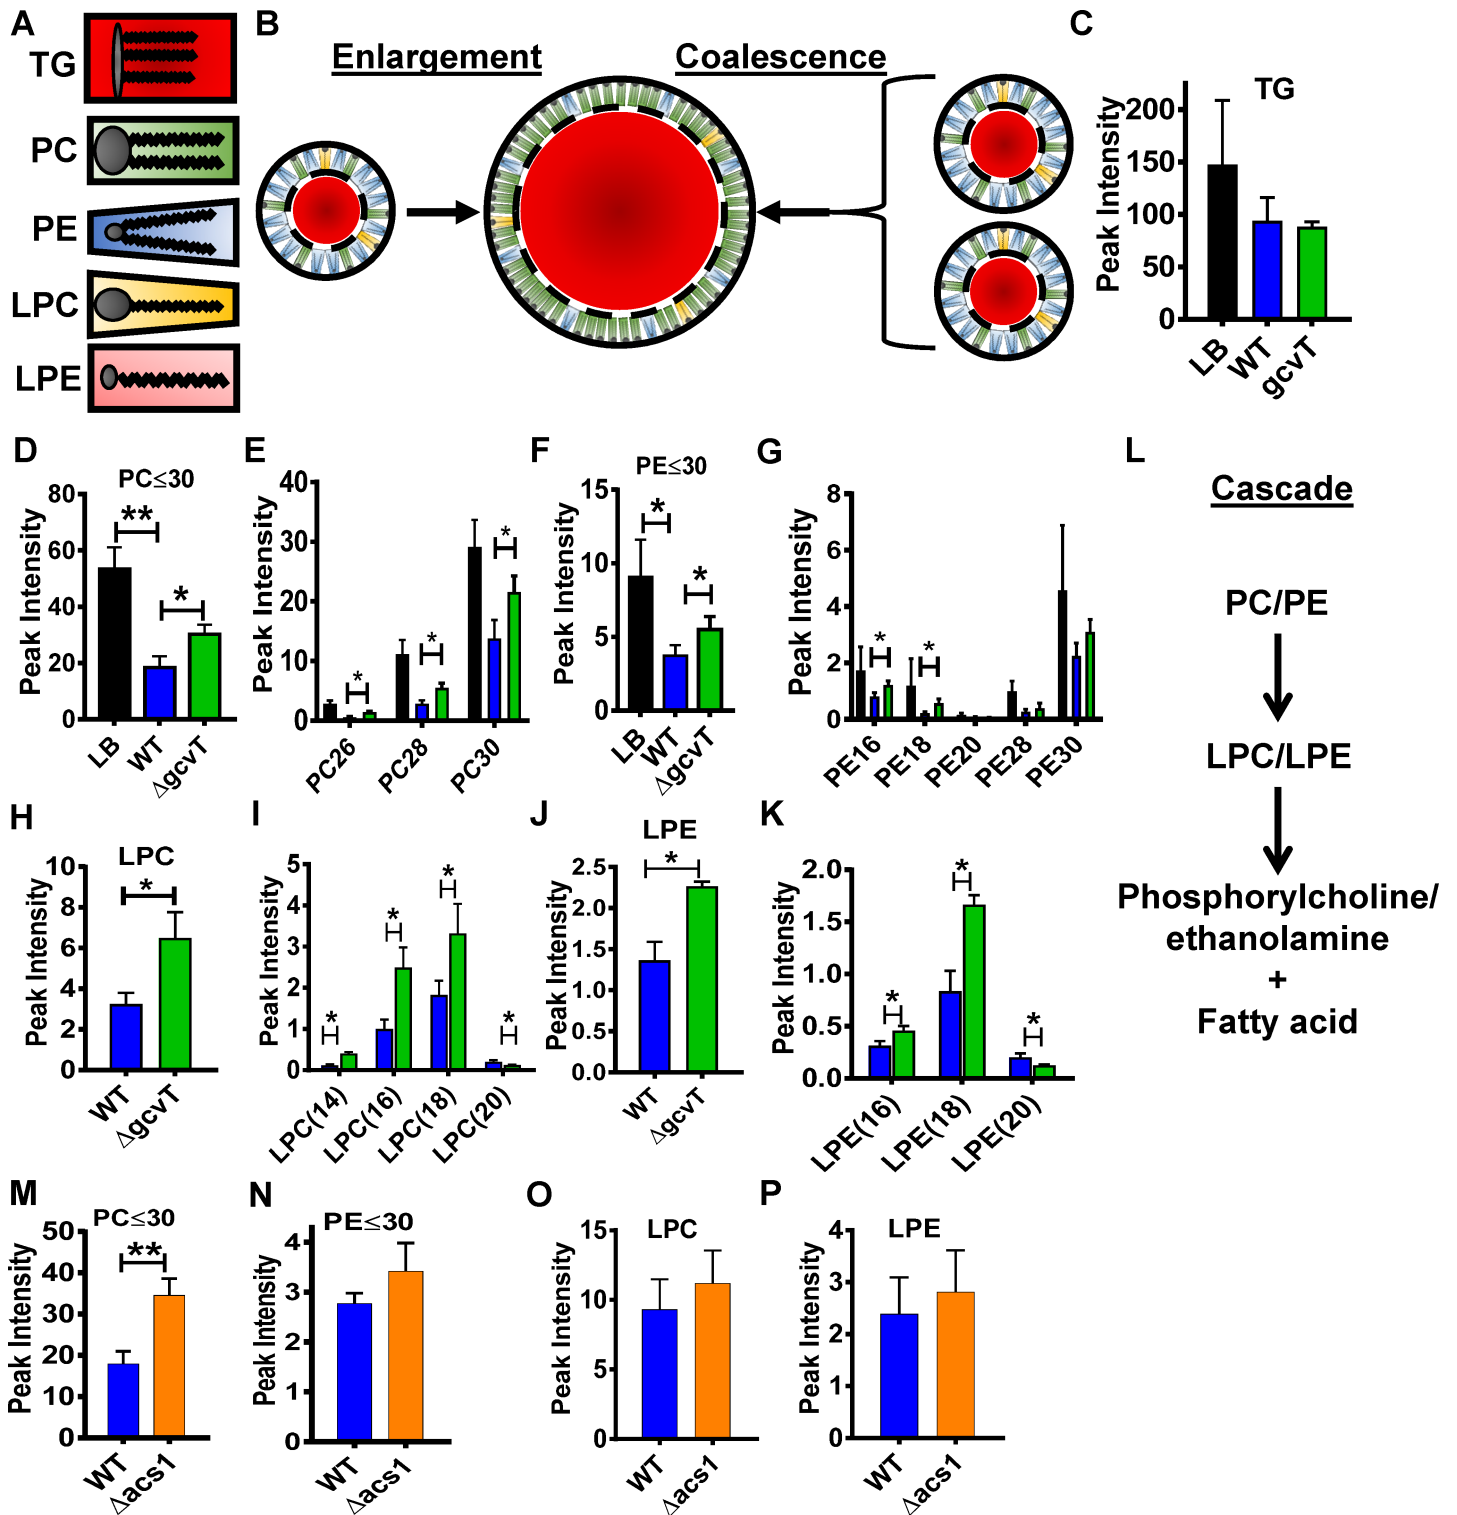 A
TG
PC
PE
LPC
LPE
B
Enlargement
Coalescence
C
TG
Peak Intensity
200
150
100
50
0
LB
WT
gcvT
D
PC≤30
Peak Intensity
80
60
40
20
0
**
*
LB
WT
ΔgcvT
E
Peak Intensity
40
30
20
10
0
*
*
*
PC26
PC28
PC30
F
PE≤30
Peak Intensity
15
10
5
0
*
*
LB
WT
ΔgcvT
G
Peak Intensity
8
6
4
2
0
*
*
PE16
PE18
PE20
PE28
PE30
L
Cascade
PC/PE
LPC/LPE
Phosphorylcholine/
ethanolamine
+
Fatty acid
H
LPC
Peak Intensity
10
8
6
4
2
0
*
WT
ΔgcvT
I
Peak Intensity
5
4
3
2
1
0
*
*
*
*
LPC(14)
LPC(16)
LPC(18)
LPC(20)
J
LPE
Peak Intensity
2.5
2.0
1.5
1.0
0.5
0.0
*
WT
ΔgcvT
K
Peak Intensity
2.0
1.5
1.0
0.5
0.0
*
*
*
LPE(16)
LPE(18)
LPE(20)
M
PC≤30
Peak Intensity
50
40
30
20
10
0
**
WT
Δacs1
N
PE≤30
Peak Intensity
4
3
2
1
0
WT
Δacs1
O
LPC
Peak Intensity
15
10
5
0
WT
Δacs1
P
LPE
Peak Intensity
4
3
2
1
0
WT
Δacs1